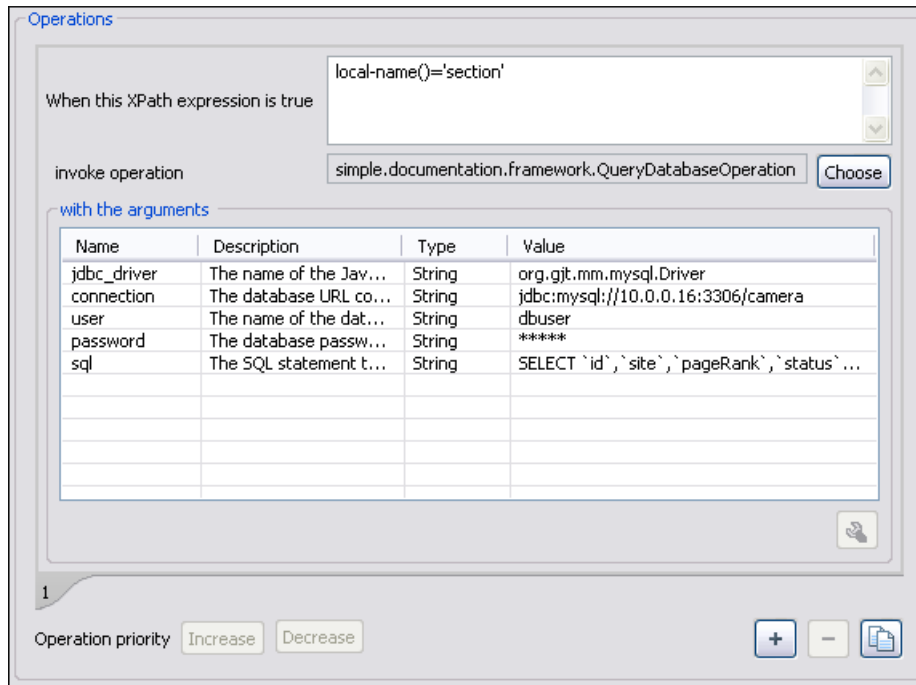 Operations
local-name()='section'
When this XPath expression is true
invoke operation simple.documentation.framework.QueryDatabaseOperation Choose
with the arguments
Name Description Type Value
jdbc_driver The name of the Jav... String org.gjt.mm.mysql.Driver
connection The database URL co... String jdbc:mysql://10.0.0.16:3306/camera
user The name of the dat... String dbuser
password The database passw... String *****
sql The SQL statement t... String SELECT `id`,`site`,`pageRank`,`status`...
1
Operation priority Increase Decrease + −